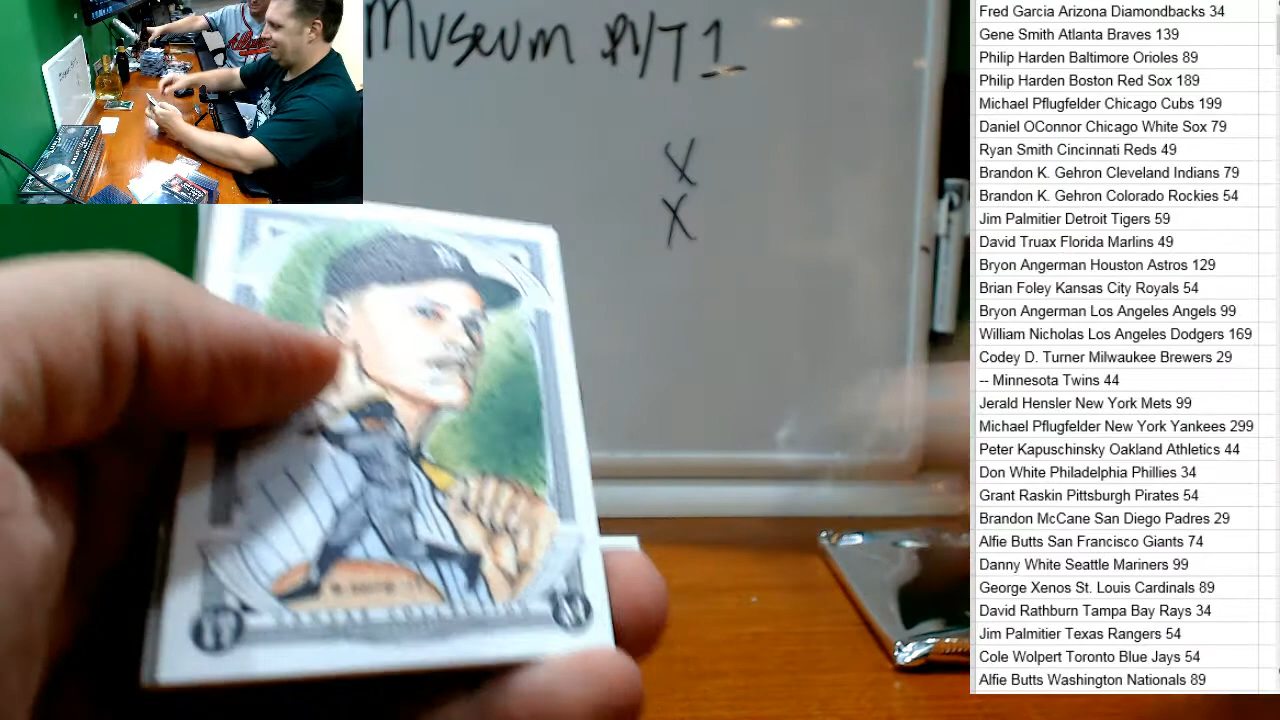 Museum PI/T1
X
X
NY
Fred Garcia Arizona Diamondbacks 34
Gene Smith Atlanta Braves 139
Philip Harden Baltimore Orioles 89
Philip Harden Boston Red Sox 189
Michael Pflugfelder Chicago Cubs 199
Daniel OConnor Chicago White Sox 79
Ryan Smith Cincinnati Reds 49
Brandon K. Gehron Cleveland Indians 79
Brandon K. Gehron Colorado Rockies 54
Jim Palmitier Detroit Tigers 59
David Truax Florida Marlins 49
Bryon Angerman Houston Astros 129
Brian Foley Kansas City Royals 54
Bryon Angerman Los Angeles Angels 99
William Nicholas Los Angeles Dodgers 169
Codey D. Turner Milwaukee Brewers 29
-- Minnesota Twins 44
Jerald Hensler New York Mets 99
Michael Pflugfelder New York Yankees 299
Peter Kapuschinsky Oakland Athletics 44
Don White Philadelphia Phillies 34
Grant Raskin Pittsburgh Pirates 54
Brandon McCane San Diego Padres 29
Alfie Butts San Francisco Giants 74
Danny White Seattle Mariners 99
George Xenos St. Louis Cardinals 89
David Rathburn Tampa Bay Rays 34
Jim Palmitier Texas Rangers 54
Cole Wolpert Toronto Blue Jays 54
Alfie Butts Washington Nationals 89